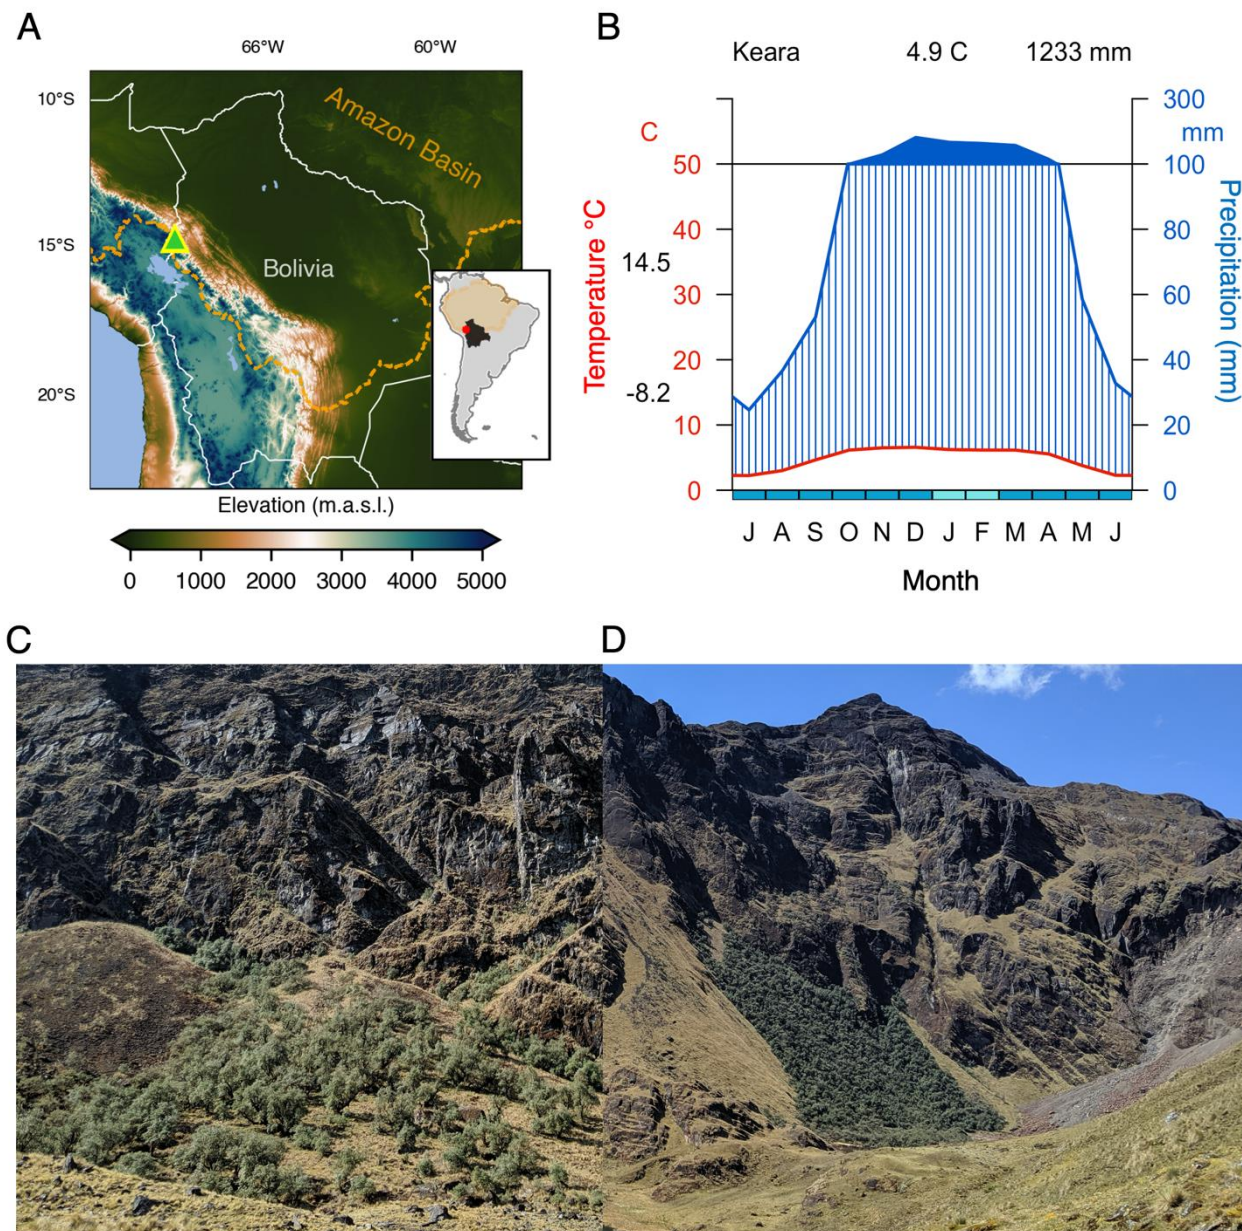 A
66°W 60°W
10°S
15°S
20°S
Amazon Basin
Bolivia
Elevation (m.a.s.l.)
0 1000 2000 3000 4000 5000
B
Keara 4.9 C 1233 mm
C
50
40
30
20
10
0
Temperature °C
14.5
-8.2
300
mm
100
80
60
40
20
0
Precipitation (mm)
J A S O N D J F M A M J
Month
C
D